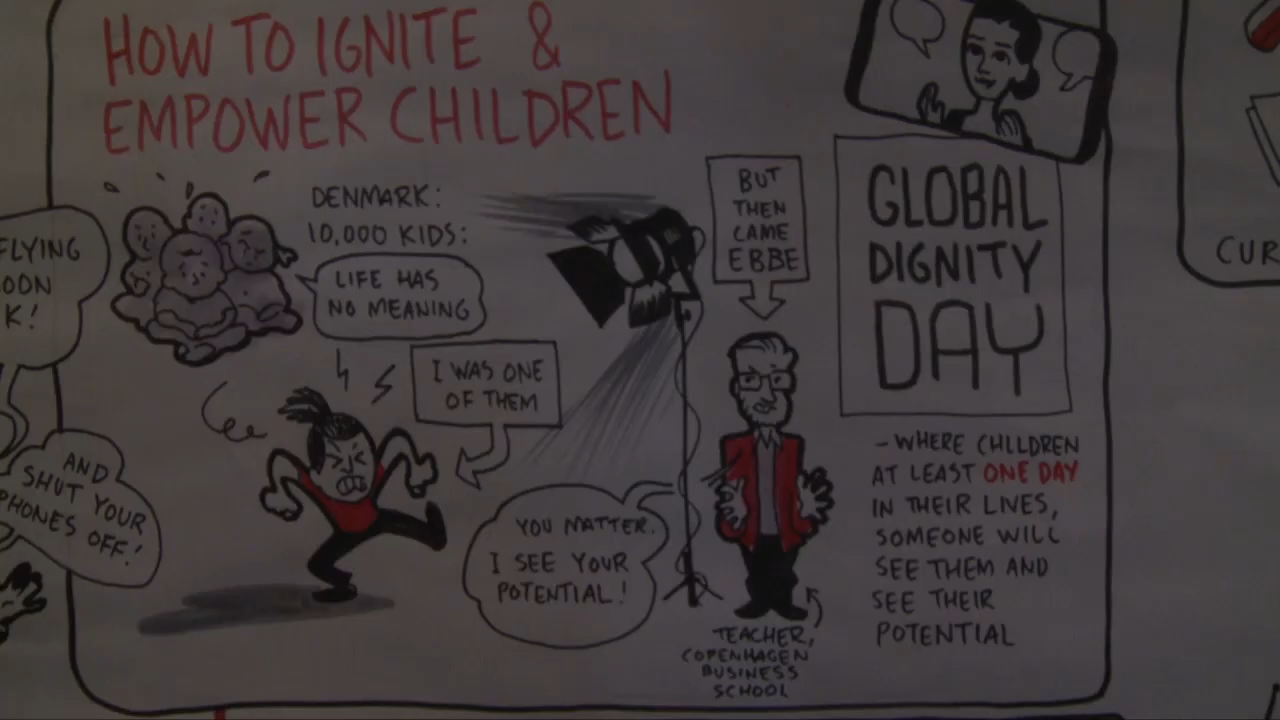 HOW TO IGNITE &
EMPOWER CHILDREN
FLYING
K!
AND
SHUT YOUR
PHONES OFF!
DENMARK:
10,000 KIDS:
LIFE HAS
NO MEANING
I WAS ONE
OF THEM
BUT
THEN
CAME
EBBE
YOU MATTER.
I SEE YOUR
POTENTIAL!
TEACHER,
COPENHAGEN
BUSINESS
SCHOOL
GLOBAL
DIGNITY
DAY
- WHERE CHILDREN
AT LEAST ONE DAY
IN THEIR LIVES,
SOMEONE WILL
SEE THEM AND
SEE THEIR
POTENTIAL
CUR